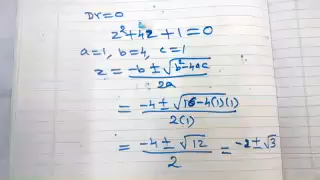 Dr=0
z²+4z+1=0
a=1, b=4, c=1
z = -b ± √b²-4ac / 2a
= -4 ± √16-4(1)(1) / 2(1)
= -4 ± √12 / 2 = -2 ± √3